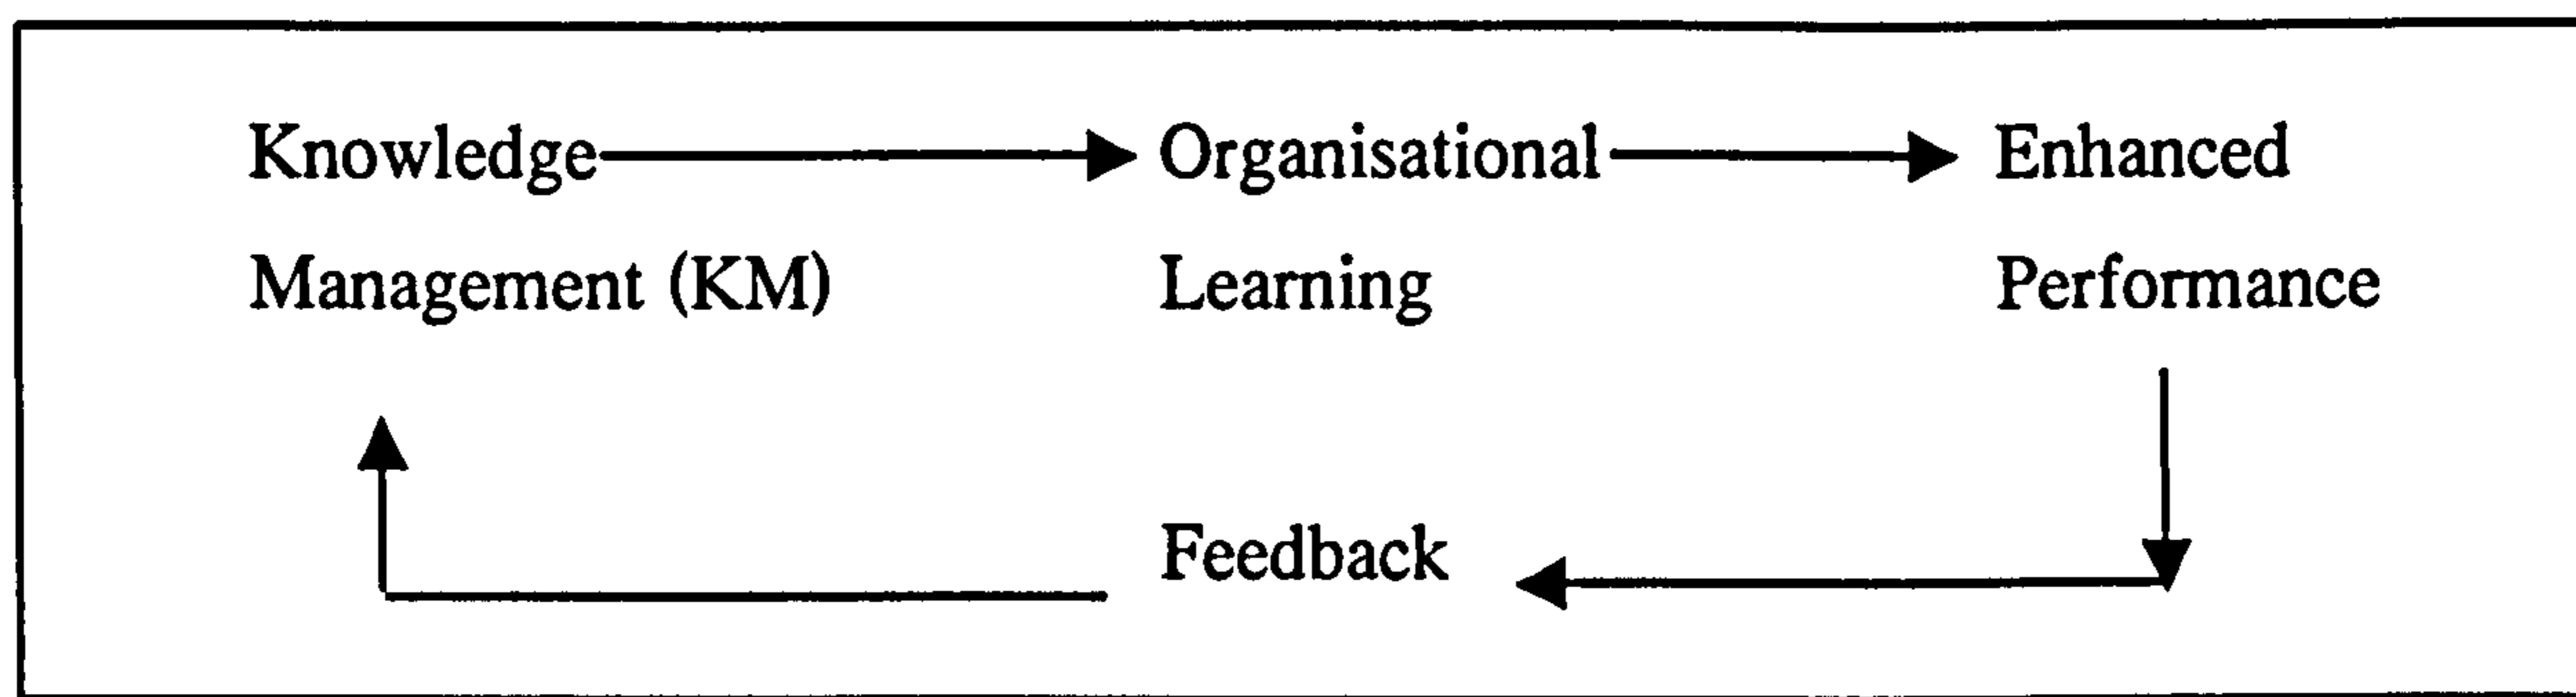 Knowledge
Management (KM)
Organisational
Learning
Enhanced
Performance
Feedback